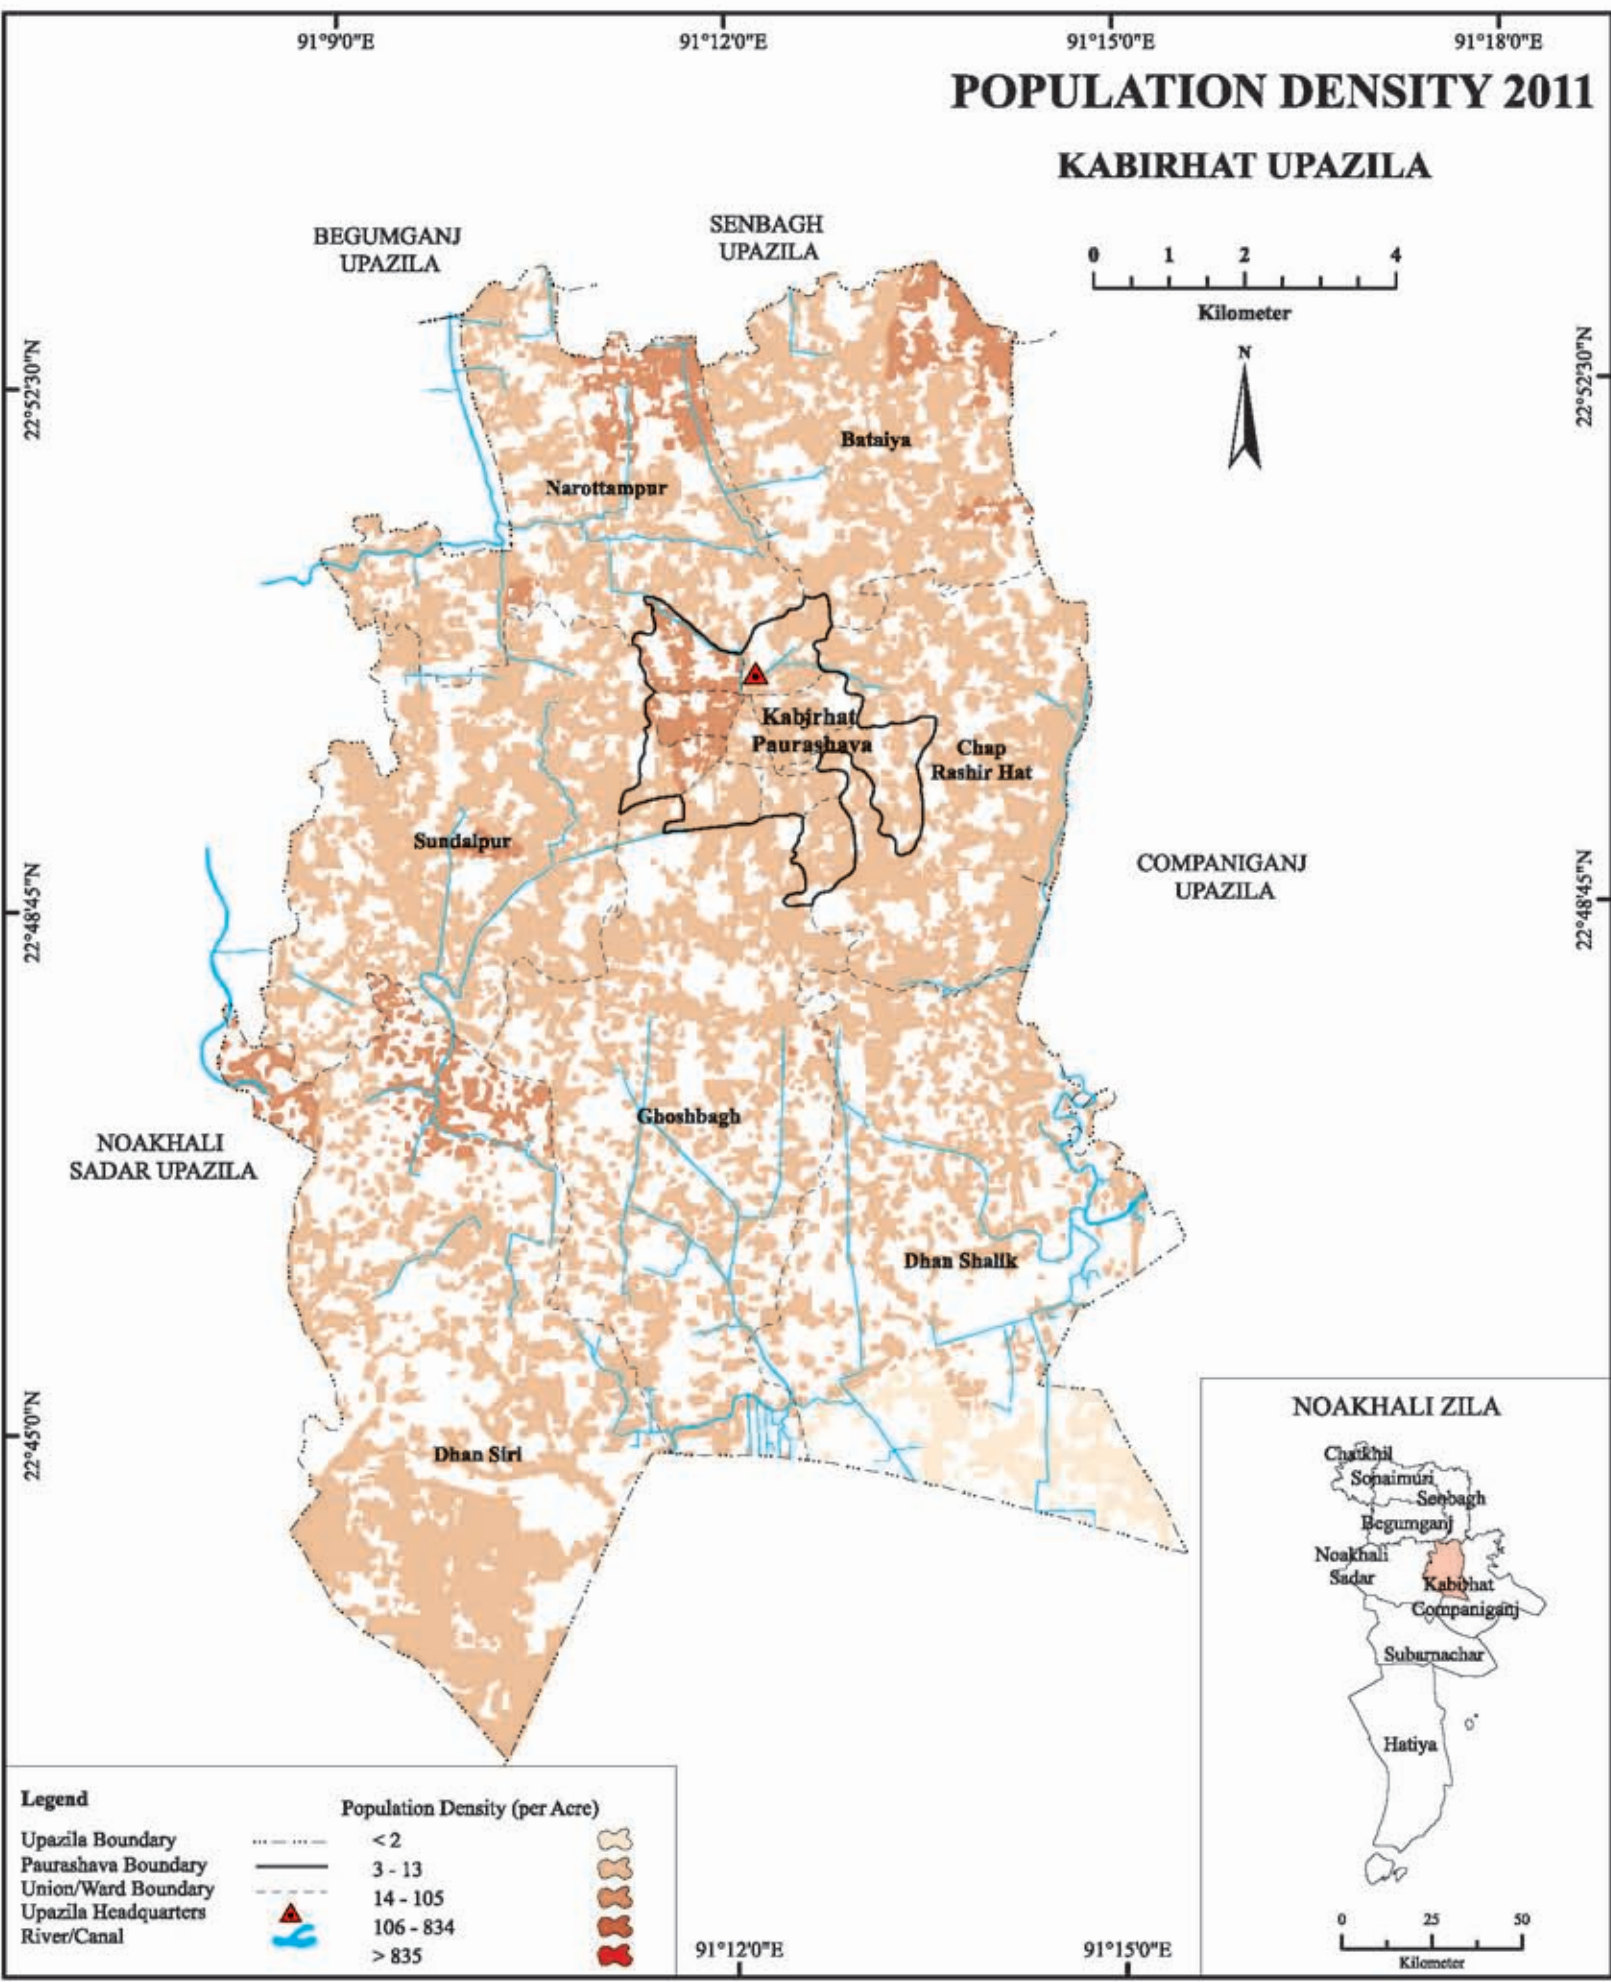 91°9'0"E
91°12'0"E
91°15'0"E
91°18'0"E
POPULATION DENSITY 2011
KABIRHAT UPAZILA
BEGUMGANJ
UPAZILA
SENBAGH
UPAZILA
0 1 2 4
Kilometer
N
22°52'30"N
22°52'30"N
Bataiya
Narottampur
Kabirhat
Paurashava
Chap
Rashir Hat
Sundalpur
COMPANIGANJ
UPAZILA
22°48'45"N
22°48'45"N
Ghoshbagh
NOAKHALI
SADAR UPAZILA
Dhan Shalik
22°45'0"N
Dhan Siri
NOAKHALI ZILA
Chatkhil
Sonaimuri
Senbagh
Begumganj
Noakhali
Sadar
Kabirhat
Companiganj
Subarnachar
Hatiya
0 25 50
Kilometer
Legend
Population Density (per Acre)
Upazila Boundary
Paurashava Boundary
Union/Ward Boundary
Upazila Headquarters
River/Canal
< 2
3 - 13
14 - 105
106 - 834
> 835
91°12'0"E
91°15'0"E